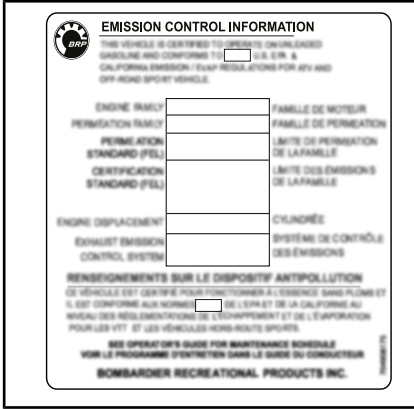 BRP
EMISSION CONTROL INFORMATION
THIS VEHICLE IS CERTIFIED TO OPERATE ON UNLEADED
GASOLINE AND CONFORMS TO U.S. EPA &
CALIFORNIA EMISSION / EVAP REGULATIONS FOR ATV AND
OFF-ROAD SPORT VEHICLE.
ENGINE FAMILY FAMILLE DE MOTEUR
PERMEATION FAMILY FAMILLE DE PERMEATION
PERMEATION STANDARD (FEL) LIMITE DE PERMEATION DE LA FAMILLE
CERTIFICATION STANDARD (FEL) LIMITE DES ÉMISSIONS DE LA FAMILLE
ENGINE DISPLACEMENT CYLINDRÉE
EXHAUST EMISSION CONTROL SYSTEM SYSTÈME DE CONTRÔLE DES ÉMISSIONS
RENSEIGNEMENTS SUR LE DISPOSITIF ANTIPOLLUTION
CE VÉHICULE EST CERTIFIÉ POUR FONCTIONNER À L'ESSENCE SANS PLOMB ET
IL EST CONFORME AUX NORMES DE L'EPA ET DE LA CALIFORNIE AU
NIVEAU DES RÉGLEMENTATIONS DE L'ÉCHAPPEMENT ET DE L'ÉVAPORATION
POUR LES VTT ET LES VÉHICULES HORS-ROUTE SPORTS.
SEE OPERATOR'S GUIDE FOR MAINTENANCE SCHEDULE
VOIR LE PROGRAMME D'ENTRETIEN DANS LE GUIDE DU CONDUCTEUR
BOMBARDIER RECREATIONAL PRODUCTS INC.